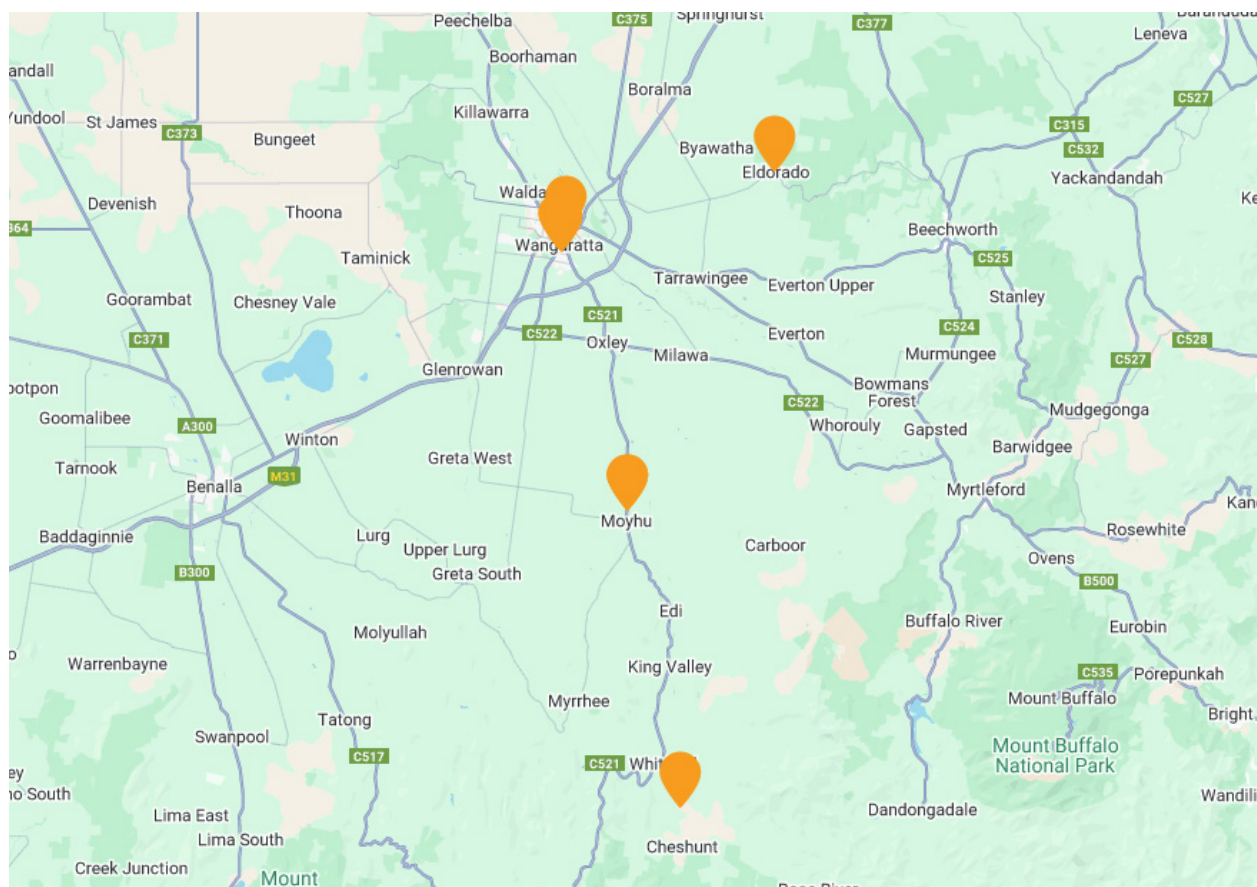 Peechelba
C375
Springhurst
C377
Leneva
Boorhaman
Boralma
Killawarra
C527
St James
C373
Bungeet
C315
Byawatha
C532
Eldorado
Yackandandah
Devenish
Thoona
Beechworth
Wangaratta
Taminick
C525
Tarrawingee
Everton Upper
Stanley
Goorambat
Chesney Vale
C521
C522
C524
Everton
C371
Oxley
Milawa
Murmungee
C528
C527
Glenrowan
Bowmans
Forest
Goomalibee
C522
Mudgegonga
A300
Whorouly
Gapsted
Winton
Barwidgee
Greta West
Tarnook
M31
Benalla
Myrtleford
Moyhu
Rosewhite
Baddaginnie
Lurg
Carboor
Upper Lurg
Ovens
B300
Greta South
B500
Edi
Buffalo River
Eurobin
Molyullah
Warrenbayne
King Valley
C535
Porepunkah
Myrrhee
Mount Buffalo
Tatong
Bright
Swanpool
Mount Buffalo
National Park
C517
C521
Lima East
Dandongadale
Lima South
Cheshunt
Creek Junction
Mount